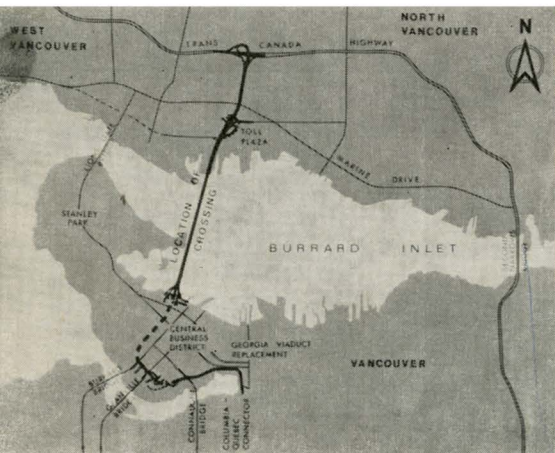 WEST
VANCOUVER
NORTH
VANCOUVER
N
TRANS CANADA HIGHWAY
TOLL
PLAZA
MARINE DRIVE
LOCATION OF
CROSSING
STANLEY
PARK
BURRARD INLET
CENTRAL
BUSINESS
DISTRICT
GEORGIA VIADUCT
REPLACEMENT
VANCOUVER
BRIDGE
COLUMBIA -
QUEBEC
CONNECTOR